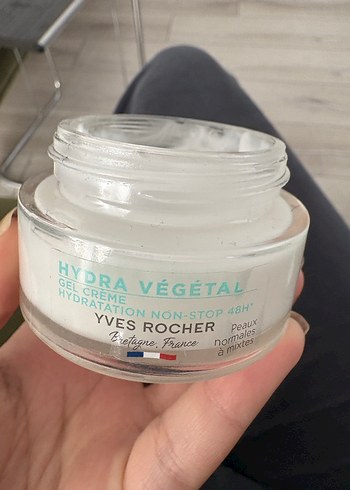 HYDRA VÉGÉTAL
GEL CRÈME
HYDRATATION NON-STOP 48H*
YVES ROCHER
Bretagne, France
Peaux
normales
à mixtes